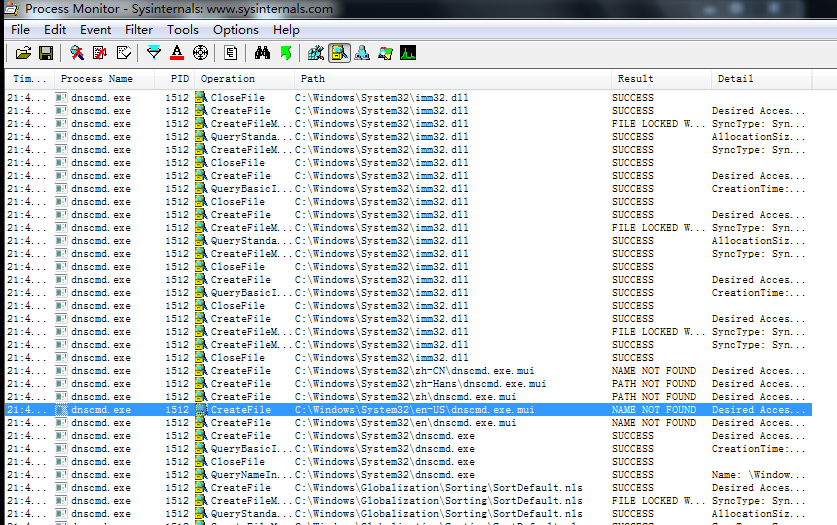 Process Monitor - Sysinternals: www.sysinternals.com
File Edit Event Filter Tools Options Help
Tim... Process Name PID Operation Path Result Detail
21:4... dnscmd.exe 1512 CloseFile C:\Windows\System32\imm32.dll SUCCESS
21:4... dnscmd.exe 1512 CreateFile C:\Windows\System32\imm32.dll SUCCESS Desired Acces...
21:4... dnscmd.exe 1512 CreateFileM... C:\Windows\System32\imm32.dll FILE LOCKED W... SyncType: Syn...
21:4... dnscmd.exe 1512 QueryStanda... C:\Windows\System32\imm32.dll SUCCESS AllocationSiz...
21:4... dnscmd.exe 1512 CreateFileM... C:\Windows\System32\imm32.dll SUCCESS SyncType: Syn...
21:4... dnscmd.exe 1512 CloseFile C:\Windows\System32\imm32.dll SUCCESS
21:4... dnscmd.exe 1512 CreateFile C:\Windows\System32\imm32.dll SUCCESS Desired Acces...
21:4... dnscmd.exe 1512 QueryBasicI... C:\Windows\System32\imm32.dll SUCCESS CreationTime:...
21:4... dnscmd.exe 1512 CloseFile C:\Windows\System32\imm32.dll SUCCESS
21:4... dnscmd.exe 1512 CreateFile C:\Windows\System32\imm32.dll SUCCESS Desired Acces...
21:4... dnscmd.exe 1512 CreateFileM... C:\Windows\System32\imm32.dll FILE LOCKED W... SyncType: Syn...
21:4... dnscmd.exe 1512 QueryStanda... C:\Windows\System32\imm32.dll SUCCESS AllocationSiz...
21:4... dnscmd.exe 1512 CreateFileM... C:\Windows\System32\imm32.dll SUCCESS SyncType: Syn...
21:4... dnscmd.exe 1512 CloseFile C:\Windows\System32\imm32.dll SUCCESS
21:4... dnscmd.exe 1512 CreateFile C:\Windows\System32\imm32.dll SUCCESS Desired Acces...
21:4... dnscmd.exe 1512 QueryBasicI... C:\Windows\System32\imm32.dll SUCCESS CreationTime:...
21:4... dnscmd.exe 1512 CloseFile C:\Windows\System32\imm32.dll SUCCESS
21:4... dnscmd.exe 1512 CreateFile C:\Windows\System32\imm32.dll SUCCESS Desired Acces...
21:4... dnscmd.exe 1512 CreateFileM... C:\Windows\System32\imm32.dll FILE LOCKED W... SyncType: Syn...
21:4... dnscmd.exe 1512 CreateFileM... C:\Windows\System32\imm32.dll SUCCESS SyncType: Syn...
21:4... dnscmd.exe 1512 CloseFile C:\Windows\System32\imm32.dll SUCCESS
21:4... dnscmd.exe 1512 CreateFile C:\Windows\System32\zh-CN\dnscmd.exe.mui NAME NOT FOUND Desired Acces...
21:4... dnscmd.exe 1512 CreateFile C:\Windows\System32\zh-Hans\dnscmd.exe.mui PATH NOT FOUND Desired Acces...
21:4... dnscmd.exe 1512 CreateFile C:\Windows\System32\zh\dnscmd.exe.mui PATH NOT FOUND Desired Acces...
21:4... dnscmd.exe 1512 CreateFile C:\Windows\System32\en-US\dnscmd.exe.mui NAME NOT FOUND Desired Acces...
21:4... dnscmd.exe 1512 CreateFile C:\Windows\System32\en\dnscmd.exe.mui NAME NOT FOUND Desired Acces...
21:4... dnscmd.exe 1512 CreateFile C:\Windows\System32\dnscmd.exe SUCCESS Desired Acces...
21:4... dnscmd.exe 1512 QueryBasicI... C:\Windows\System32\dnscmd.exe SUCCESS CreationTime:...
21:4... dnscmd.exe 1512 CloseFile C:\Windows\System32\dnscmd.exe SUCCESS
21:4... dnscmd.exe 1512 QueryNameIn... C:\Windows\System32\dnscmd.exe SUCCESS Name: \Window...
21:4... dnscmd.exe 1512 CreateFile C:\Windows\Globalization\Sorting\SortDefault.nls SUCCESS Desired Acces...
21:4... dnscmd.exe 1512 CreateFileM... C:\Windows\Globalization\Sorting\SortDefault.nls FILE LOCKED W... SyncType: Syn...
21:4... dnscmd.exe 1512 QueryStanda... C:\Windows\Globalization\Sorting\SortDefault.nls SUCCESS AllocationSiz...